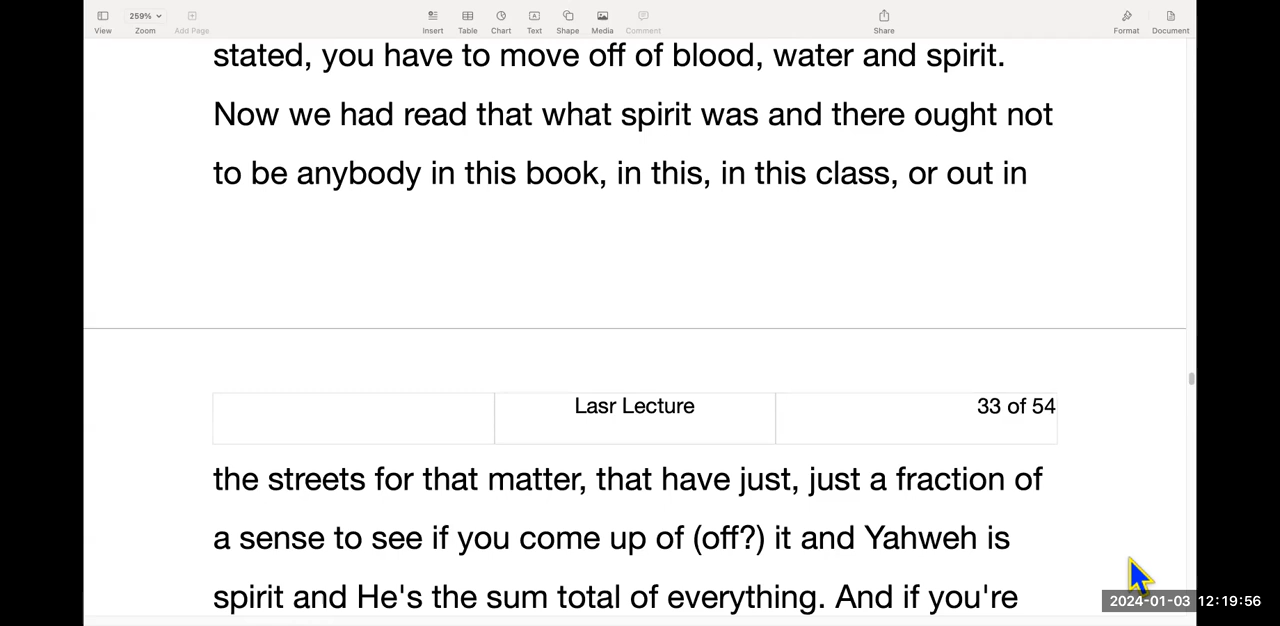 View
259%
Zoom
Add Page
Insert
Table
Chart
Text
Shape
Media
Comment
Share
Format
Document
stated, you have to move off of blood, water and spirit.
Now we had read that what spirit was and there ought not
to be anybody in this book, in this, in this class, or out in
Lasr Lecture
33 of 54
the streets for that matter, that have just, just a fraction of
a sense to see if you come up of (off?) it and Yahweh is
spirit and He's the sum total of everything. And if you're
2024-01-03 12:19:56